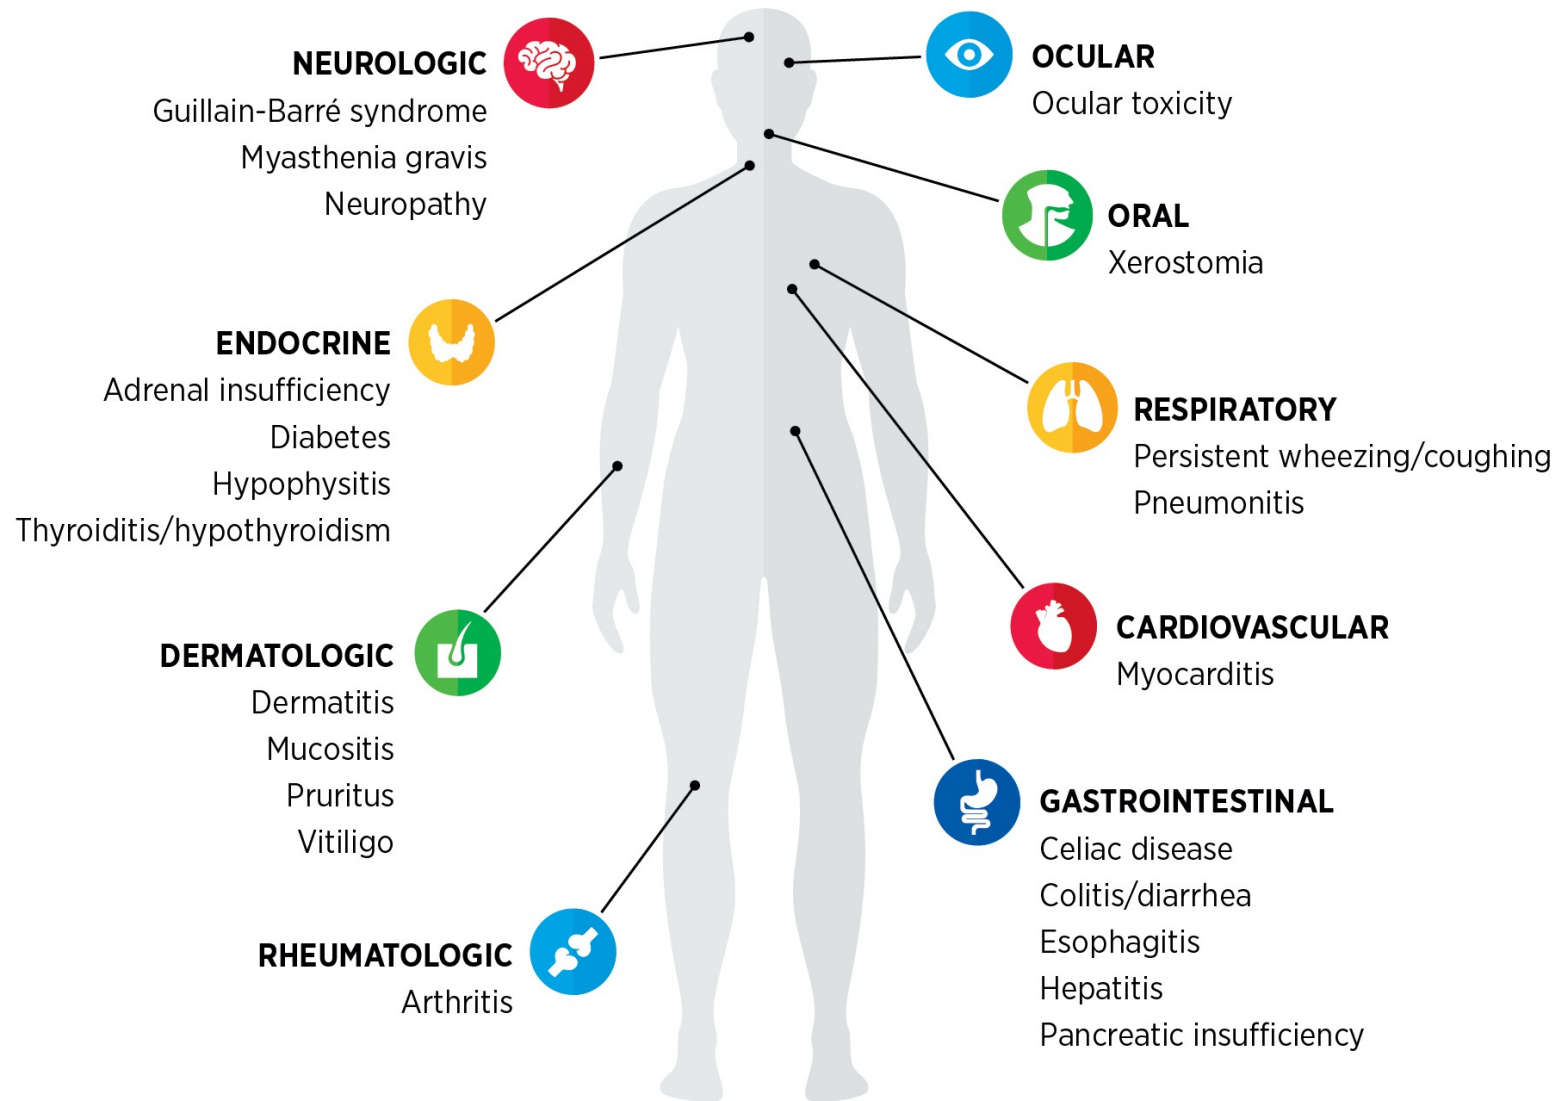 NEUROLOGIC
Guillain-Barré syndrome
Myasthenia gravis
Neuropathy
ENDOCRINE
Adrenal insufficiency
Diabetes
Hypophysitis
Thyroiditis/hypothyroidism
DERMATOLOGIC
Dermatitis
Mucositis
Pruritus
Vitiligo
RHEUMATOLOGIC
Arthritis
OCULAR
Ocular toxicity
ORAL
Xerostomia
RESPIRATORY
Persistent wheezing/coughing
Pneumonitis
CARDIOVASCULAR
Myocarditis
GASTROINTESTINAL
Celiac disease
Colitis/diarrhea
Esophagitis
Hepatitis
Pancreatic insufficiency